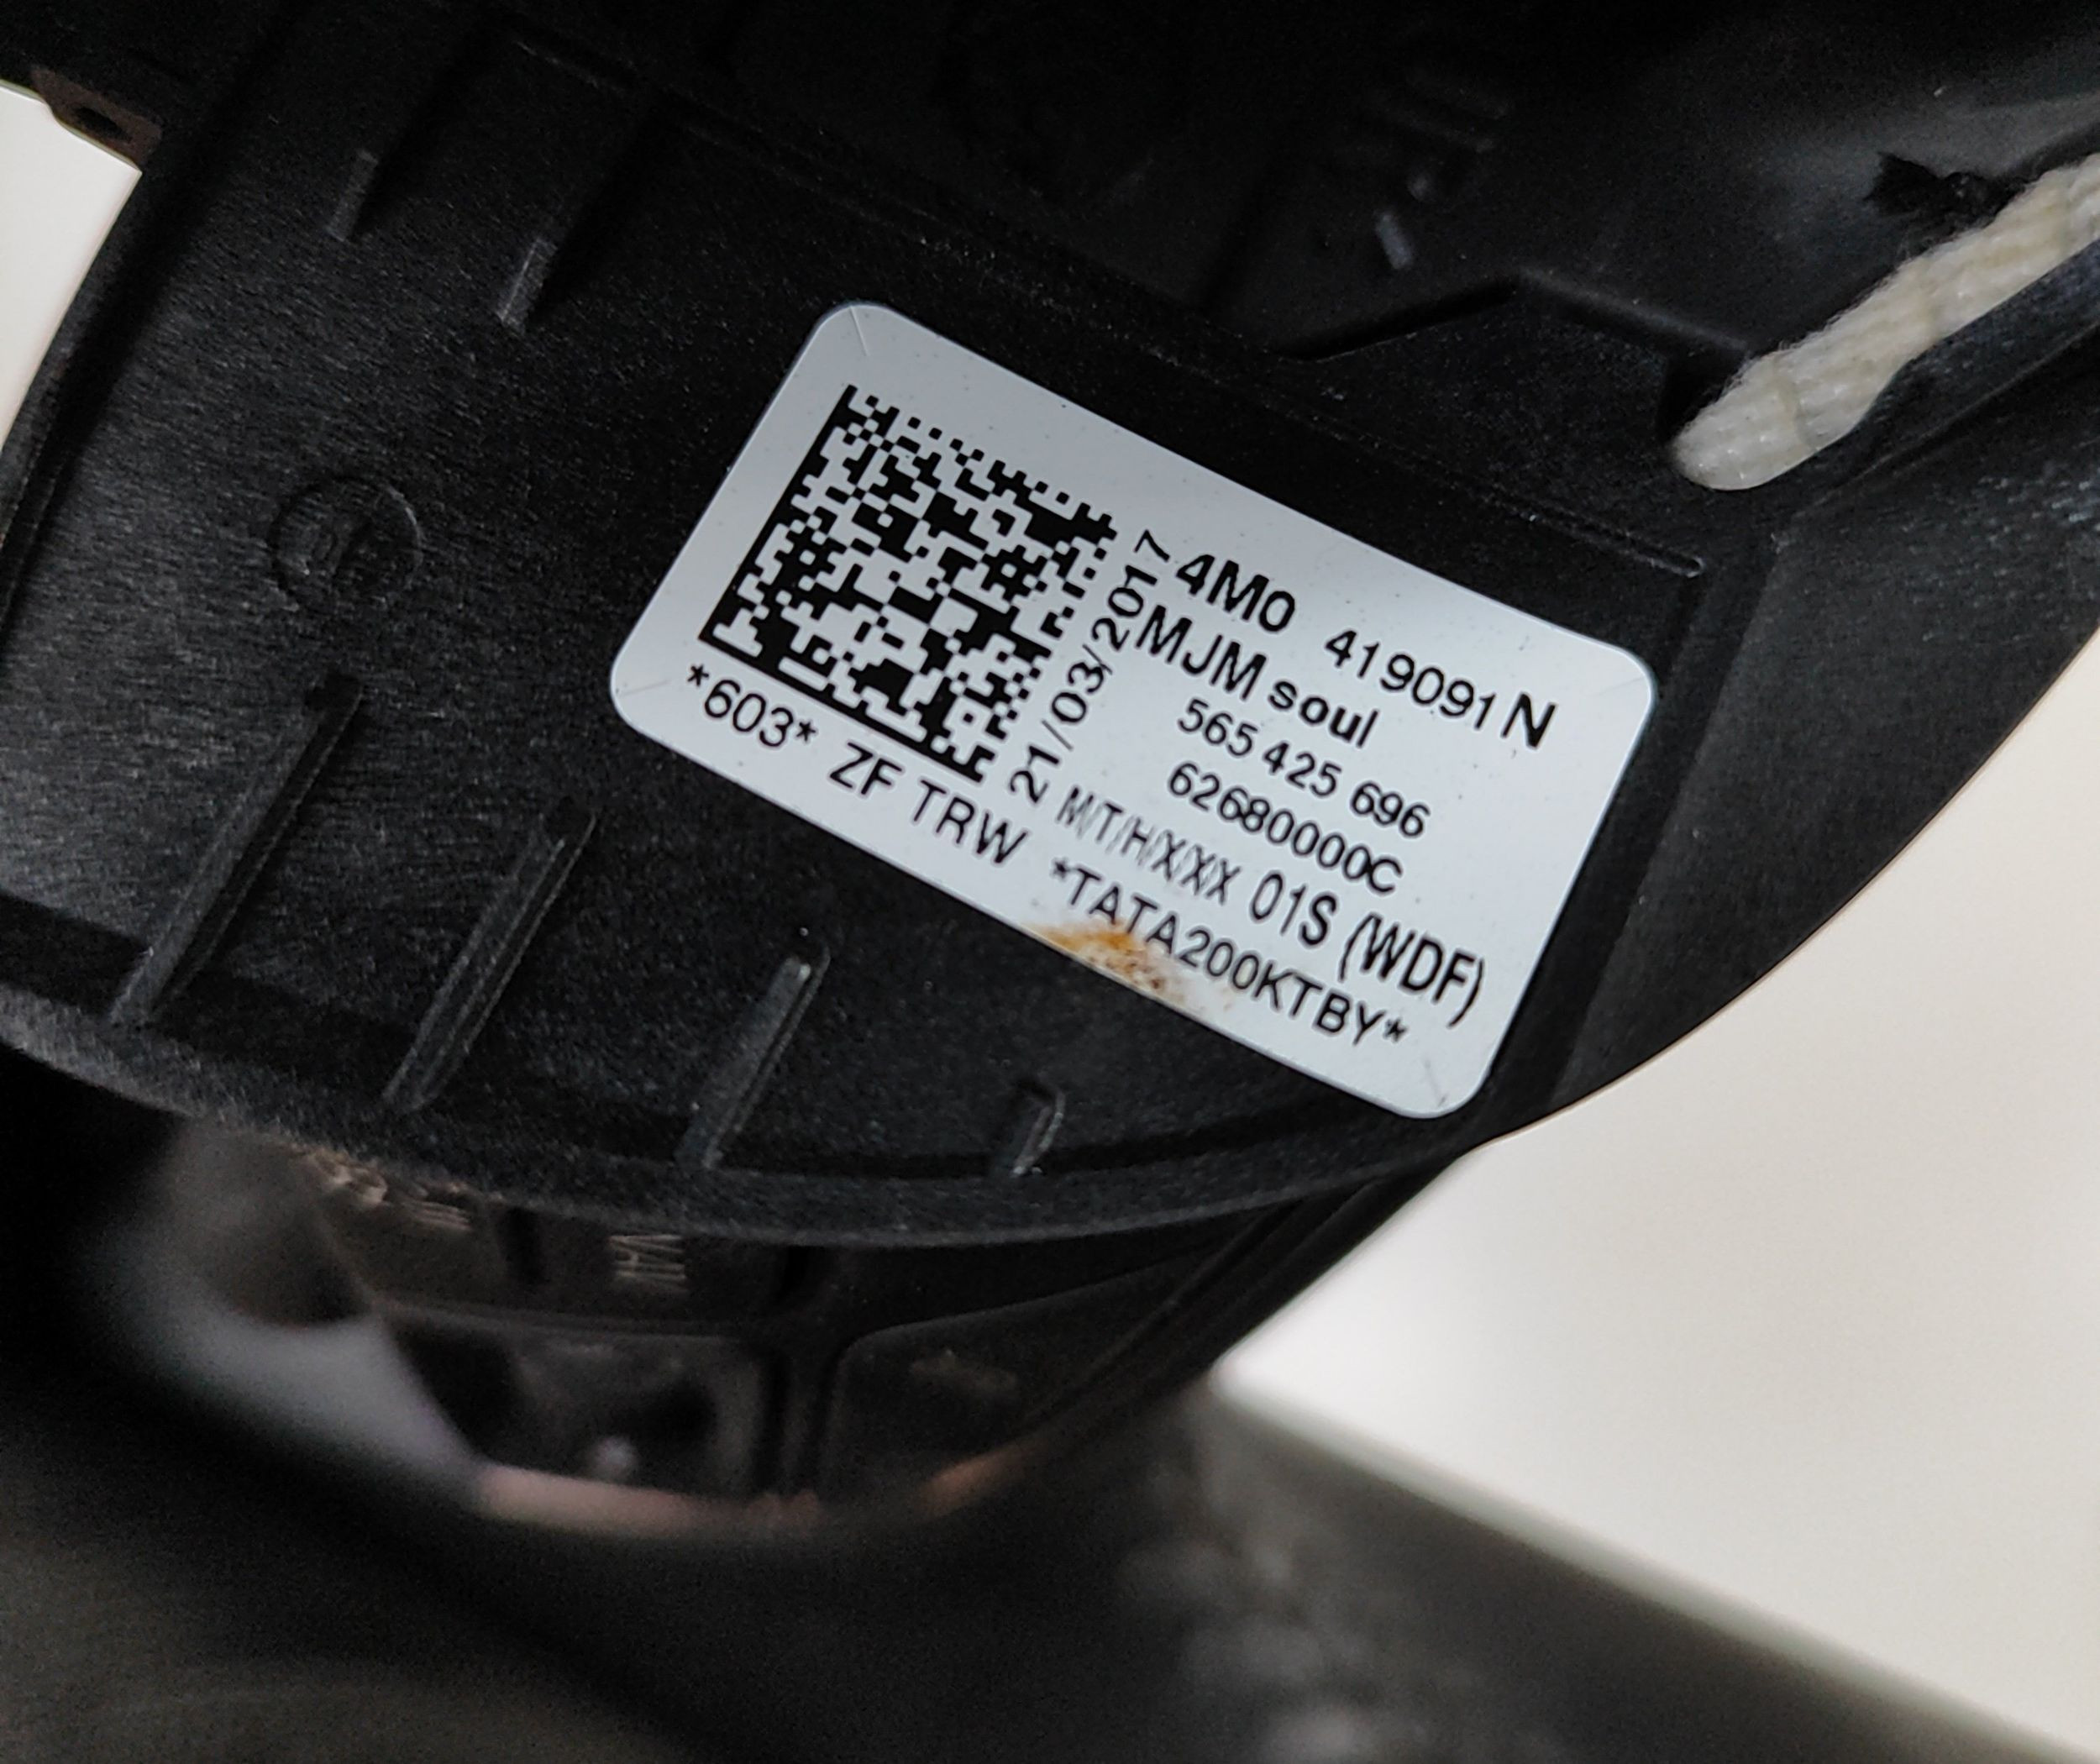 4M0 419091 N
MJM soul
565 425 696
62680000C
21/03/2017
M/T/H/X/XX 01S (WDF)
*603* ZF TRW *TATA200KTBY*